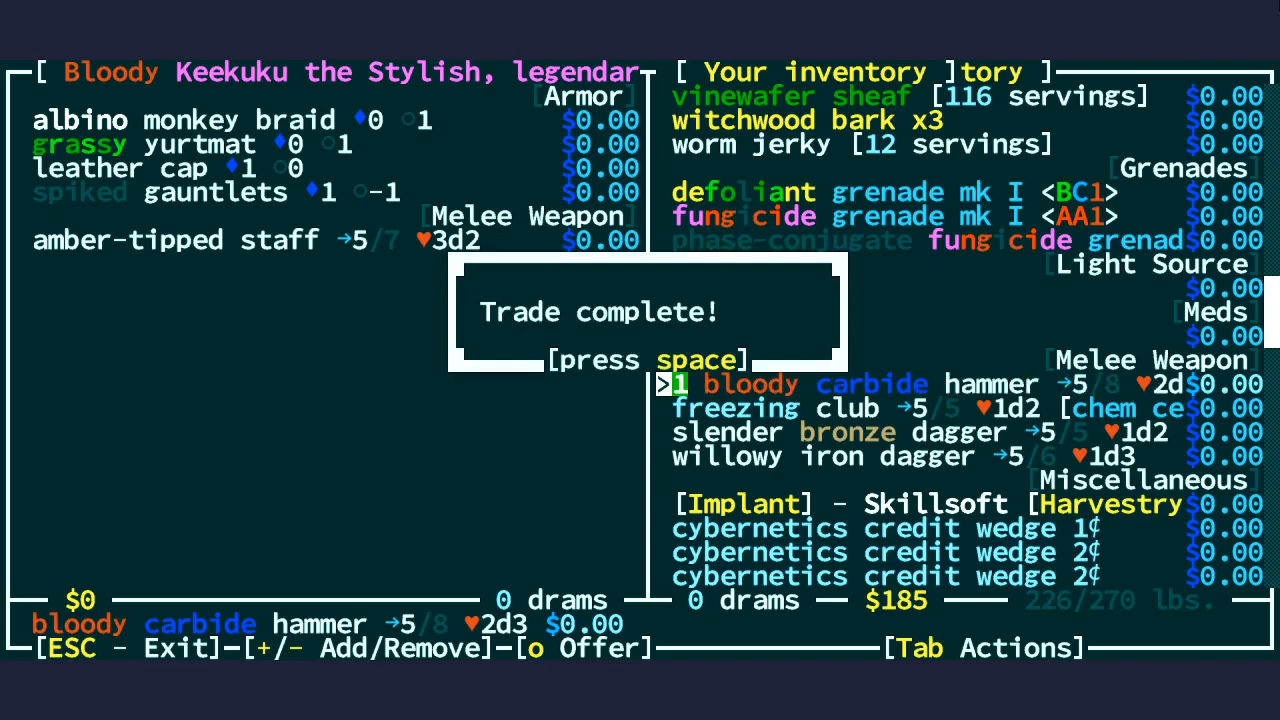 [ Bloody Keekuku the Stylish, legendar
[Armor]
albino monkey braid ♦0 ○1 $0.00
grassy yurtmat ♦0 ○1 $0.00
leather cap ♦1 ○0 $0.00
spiked gauntlets ♦1 ○-1 $0.00
[Melee Weapon]
amber-tipped staff →5/7 ♥3d2 $0.00
[ Your inventory ]tory ]
vinewafer sheaf [116 servings] $0.00
witchwood bark x3 $0.00
worm jerky [12 servings] $0.00
[Grenades]
defoliant grenade mk I <BC1> $0.00
fungicide grenade mk I <AA1> $0.00
phase-conjugate fungicide grenad$0.00
[Light Source]
$0.00
[Meds]
$0.00
[Melee Weapon]
>1 bloody carbide hammer →5/8 ♥2d$0.00
freezing club →5/5 ♥1d2 [chem ce$0.00
slender bronze dagger →5/5 ♥1d2 $0.00
willowy iron dagger →5/6 ♥1d3 $0.00
[Miscellaneous]
[Implant] - Skillsoft [Harvestry$0.00
cybernetics credit wedge 1¢ $0.00
cybernetics credit wedge 2¢ $0.00
cybernetics credit wedge 2¢ $0.00
Trade complete!
[press space]
$0 0 drams 0 drams $185 226/270 lbs.
bloody carbide hammer →5/8 ♥2d3 $0.00
[ESC - Exit]-[+/- Add/Remove]-[o Offer] [Tab Actions]